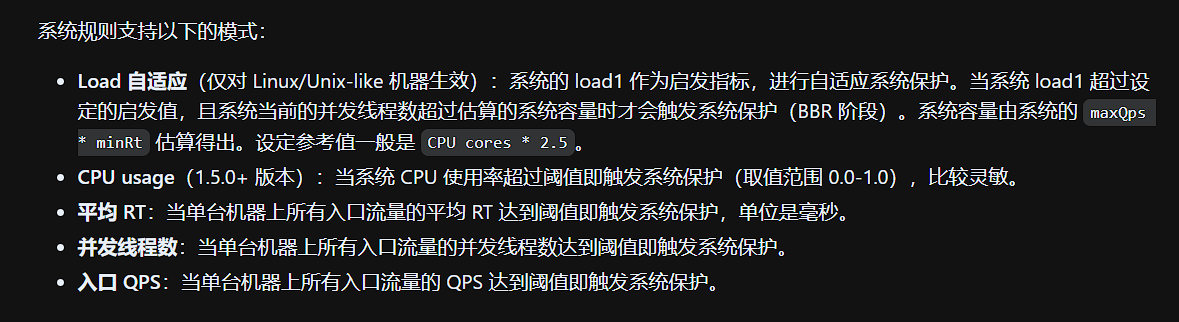 系统规则支持以下的模式：
• Load 自适应（仅对 Linux/Unix-like 机器生效）：系统的 load1 作为启发指标，进行自适应系统保护。当系统 load1 超过设
定的启发值，且系统当前的并发线程数超过估算的系统容量时才会触发系统保护（BBR 阶段）。系统容量由系统的 maxQps
* minRt 估算得出。设定参考值一般是 CPU cores * 2.5。
• CPU usage（1.5.0+ 版本）：当系统 CPU 使用率超过阈值即触发系统保护（取值范围 0.0-1.0），比较灵敏。
• 平均 RT：当单台机器上所有入口流量的平均 RT 达到阈值即触发系统保护，单位是毫秒。
• 并发线程数：当单台机器上所有入口流量的并发线程数达到阈值即触发系统保护。
• 入口 QPS：当单台机器上所有入口流量的 QPS 达到阈值即触发系统保护。